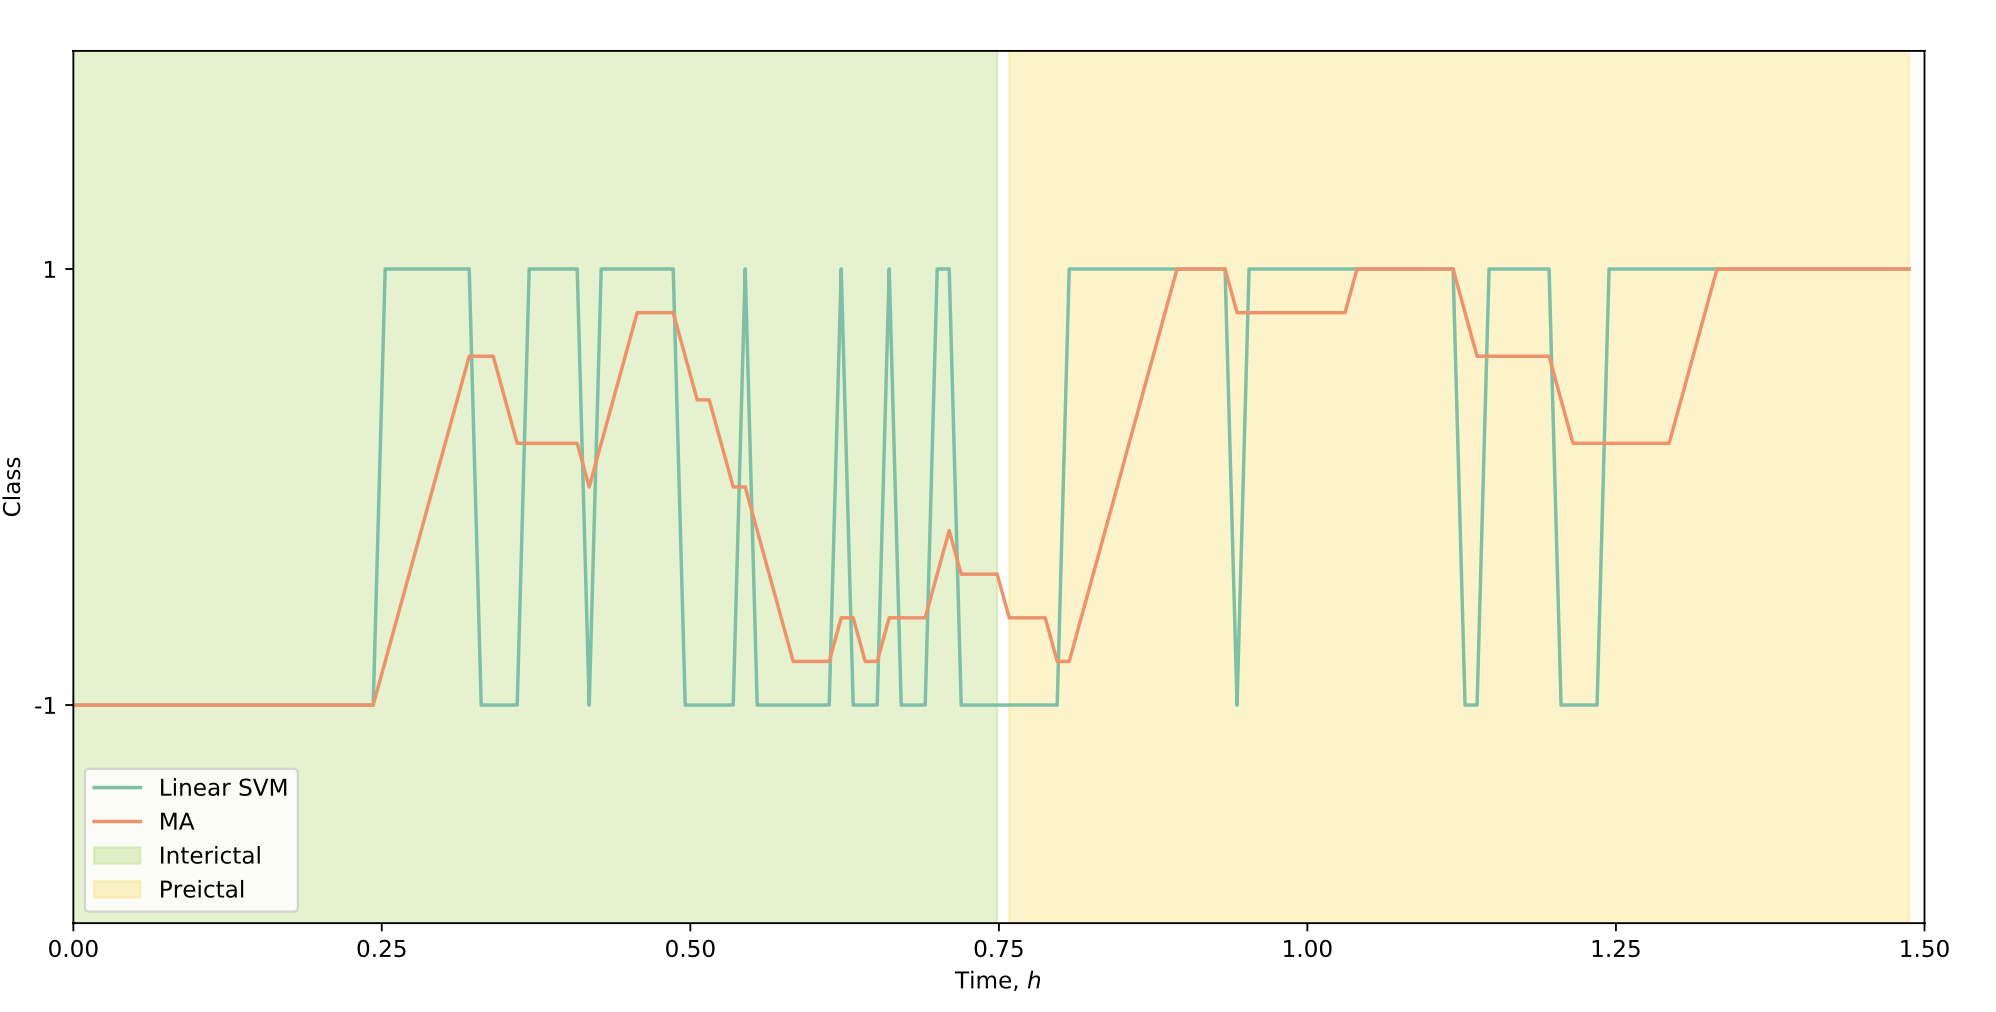 1
-1
Class
Linear SVM
MA
Interictal
Preictal
0.00 0.25 0.50 0.75 1.00 1.25 1.50
Time, h